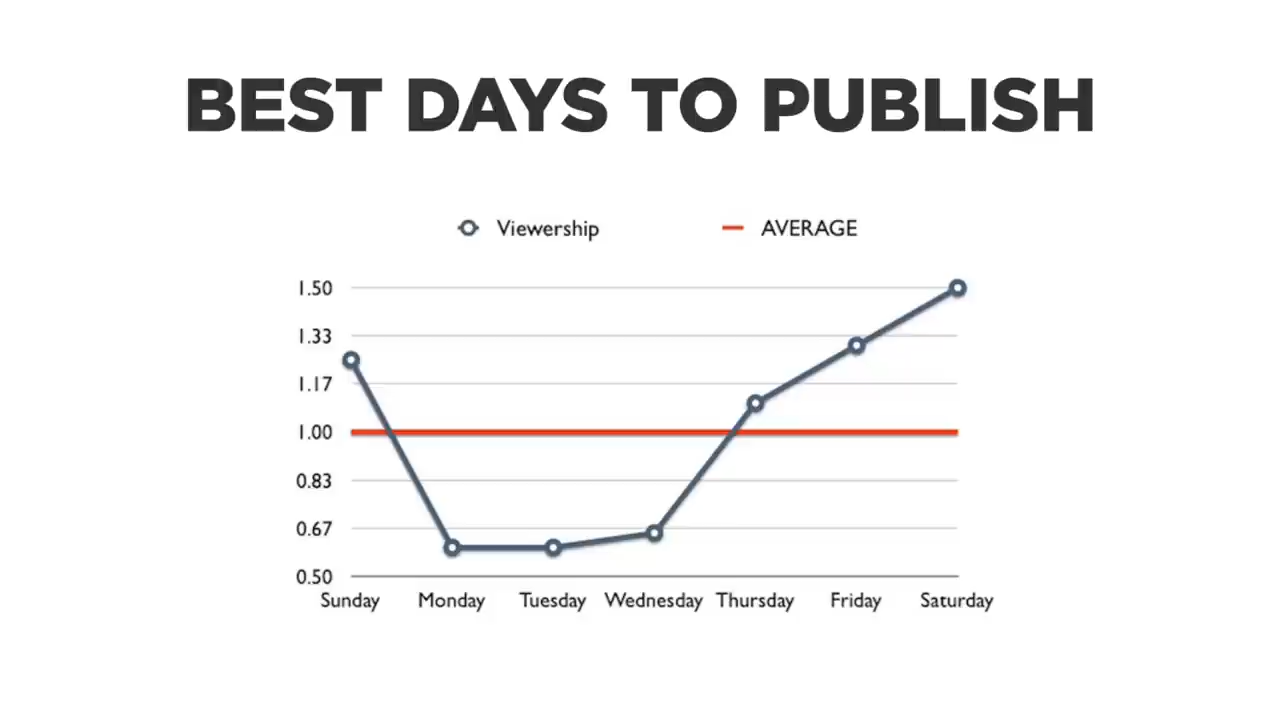 BEST DAYS TO PUBLISH
Viewership AVERAGE
1.50
1.33
1.17
1.00
0.83
0.67
0.50
Sunday Monday Tuesday Wednesday Thursday Friday Saturday